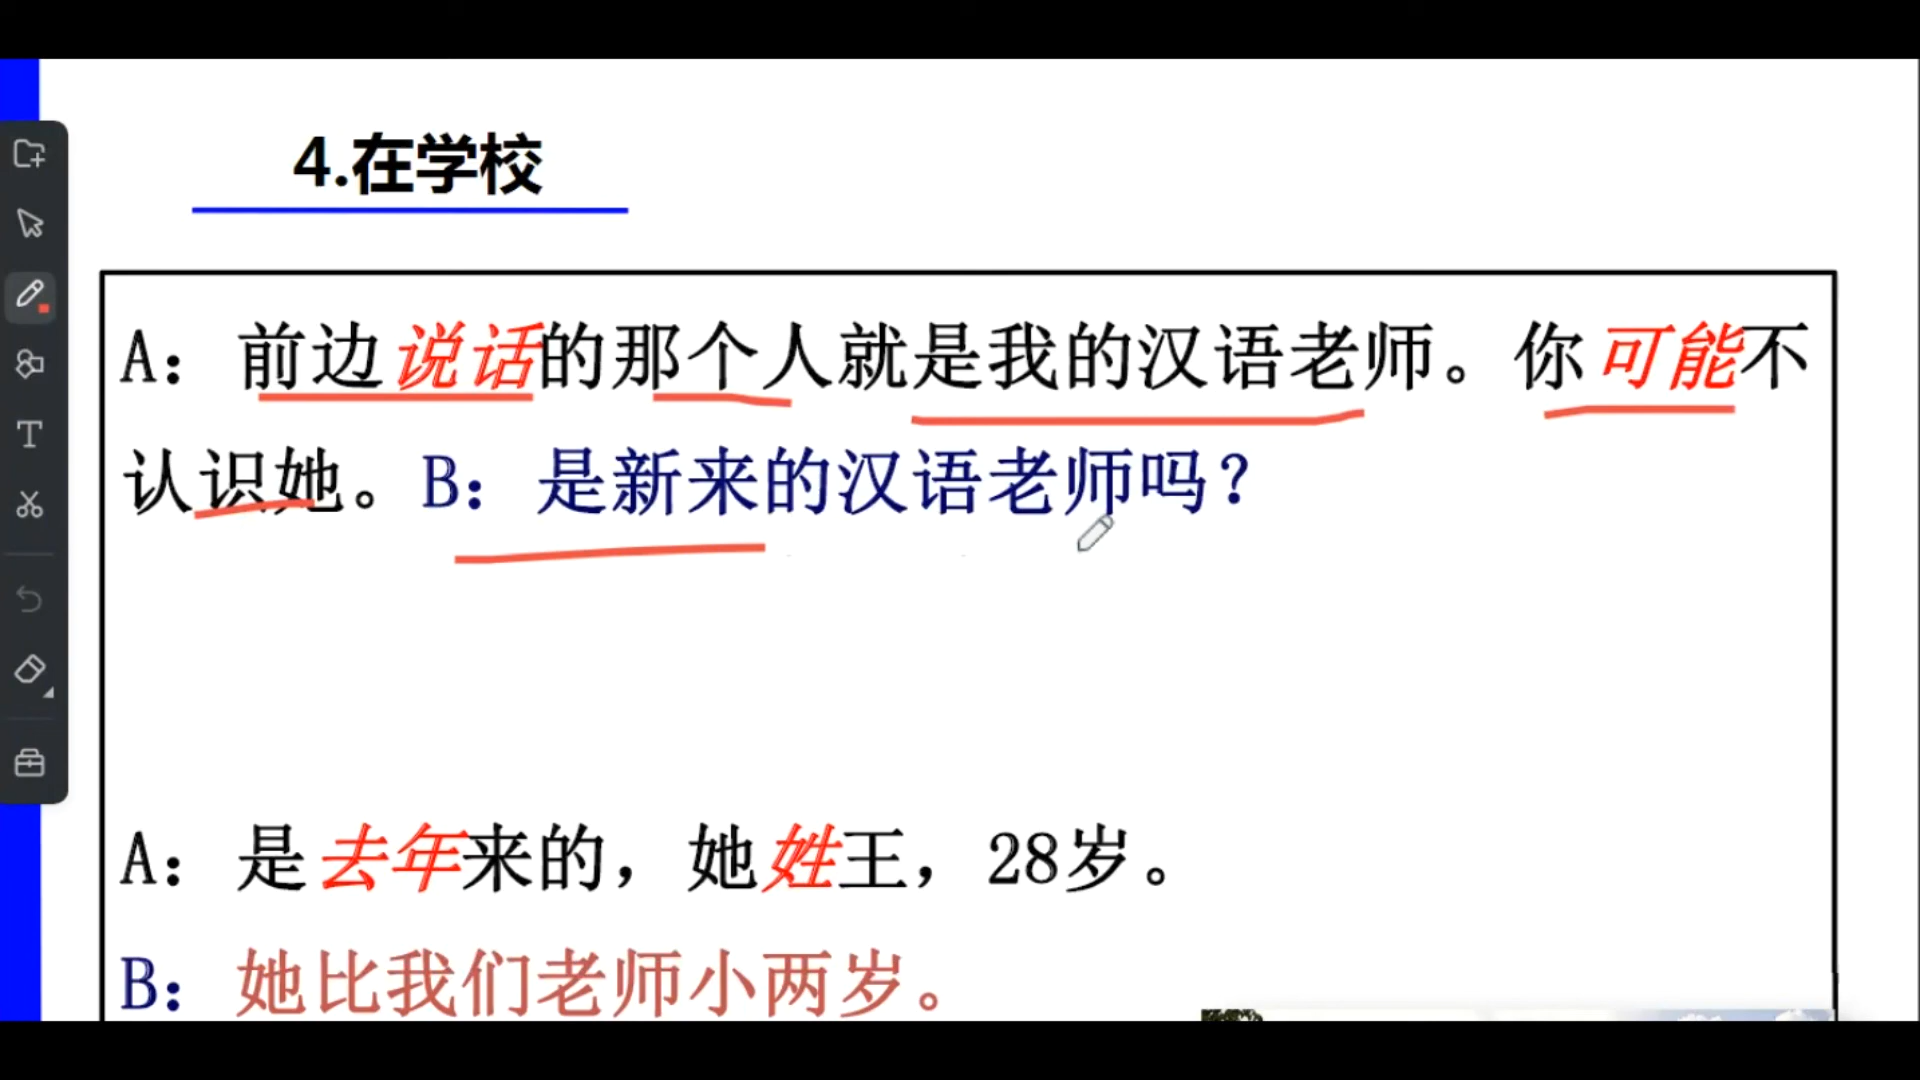 4.在学校
A：前边说话的那个人就是我的汉语老师。你可能不
认识她。B：是新来的汉语老师吗？
A：是去年来的，她姓王，28岁。
B：她比我们老师小两岁。